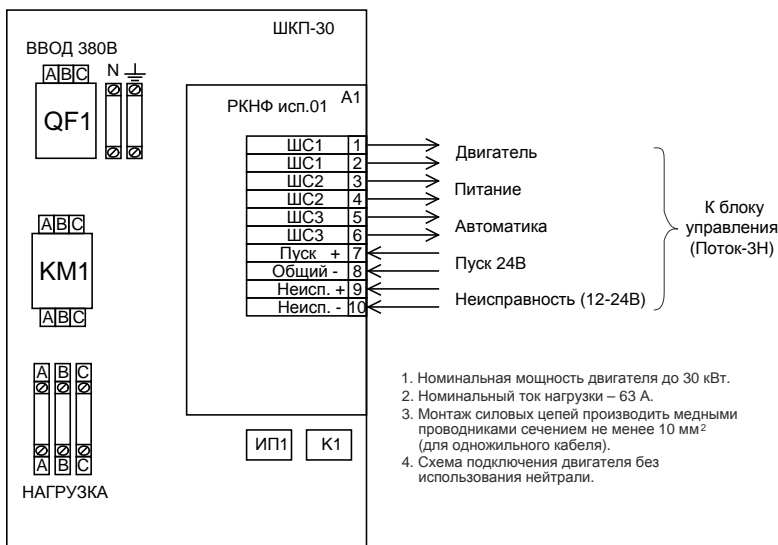 ШКП-30
ВВОД 380В
A B C
N
QF1
A B C
KM1
A B C
A B C
A B C
НАГРУЗКА
A1
РКНФ исп.01
ШС1 1
ШС1 2
ШС2 3
ШС2 4
ШС3 5
ШС3 6
Пуск + 7
Общий - 8
Неисп. + 9
Неисп. - 10
ИП1
К1
Двигатель
Питание
Автоматика
Пуск 24В
Неисправность (12-24В)
К блоку
управления
(Поток-3Н)
1. Номинальная мощность двигателя до 30 кВт.
2. Номинальный ток нагрузки – 63 А.
3. Монтаж силовых цепей производить медными
проводниками сечением не менее 10 мм²
(для одножильного кабеля).
4. Схема подключения двигателя без
использования нейтрали.